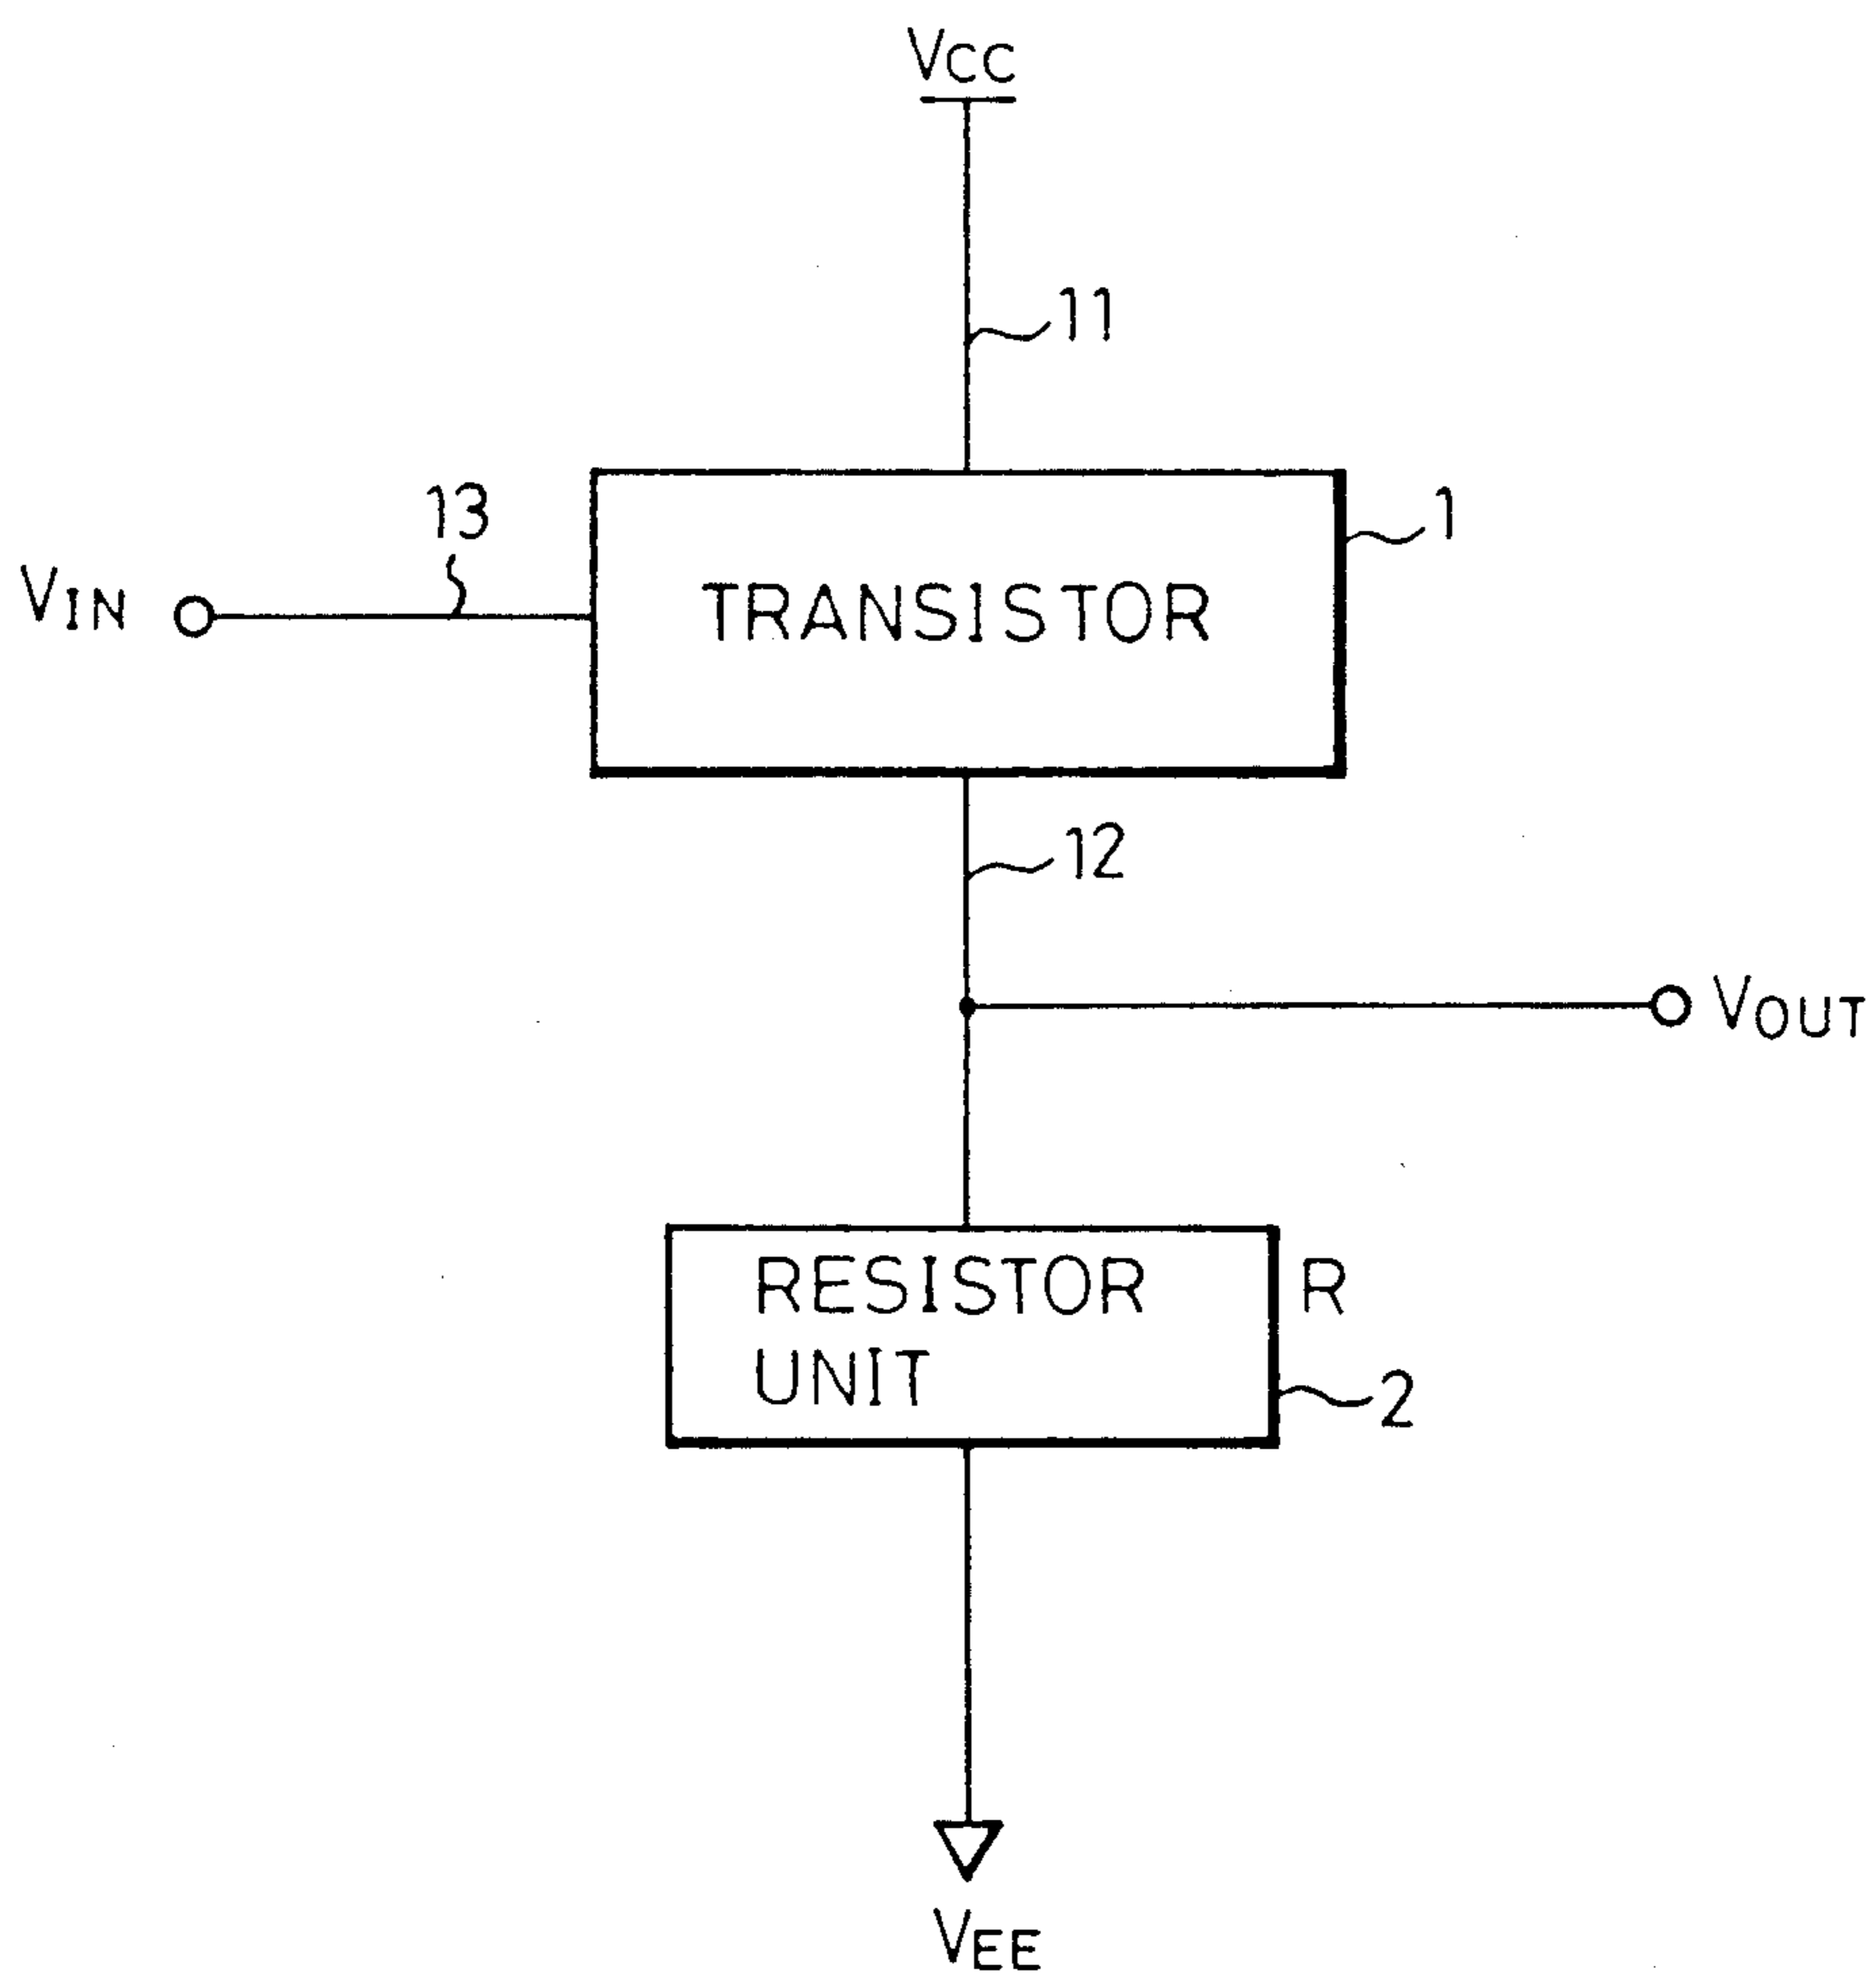 VCC
11
13
1
VIN
TRANSISTOR
12
VOUT
RESISTOR
UNIT
R
2
VEE